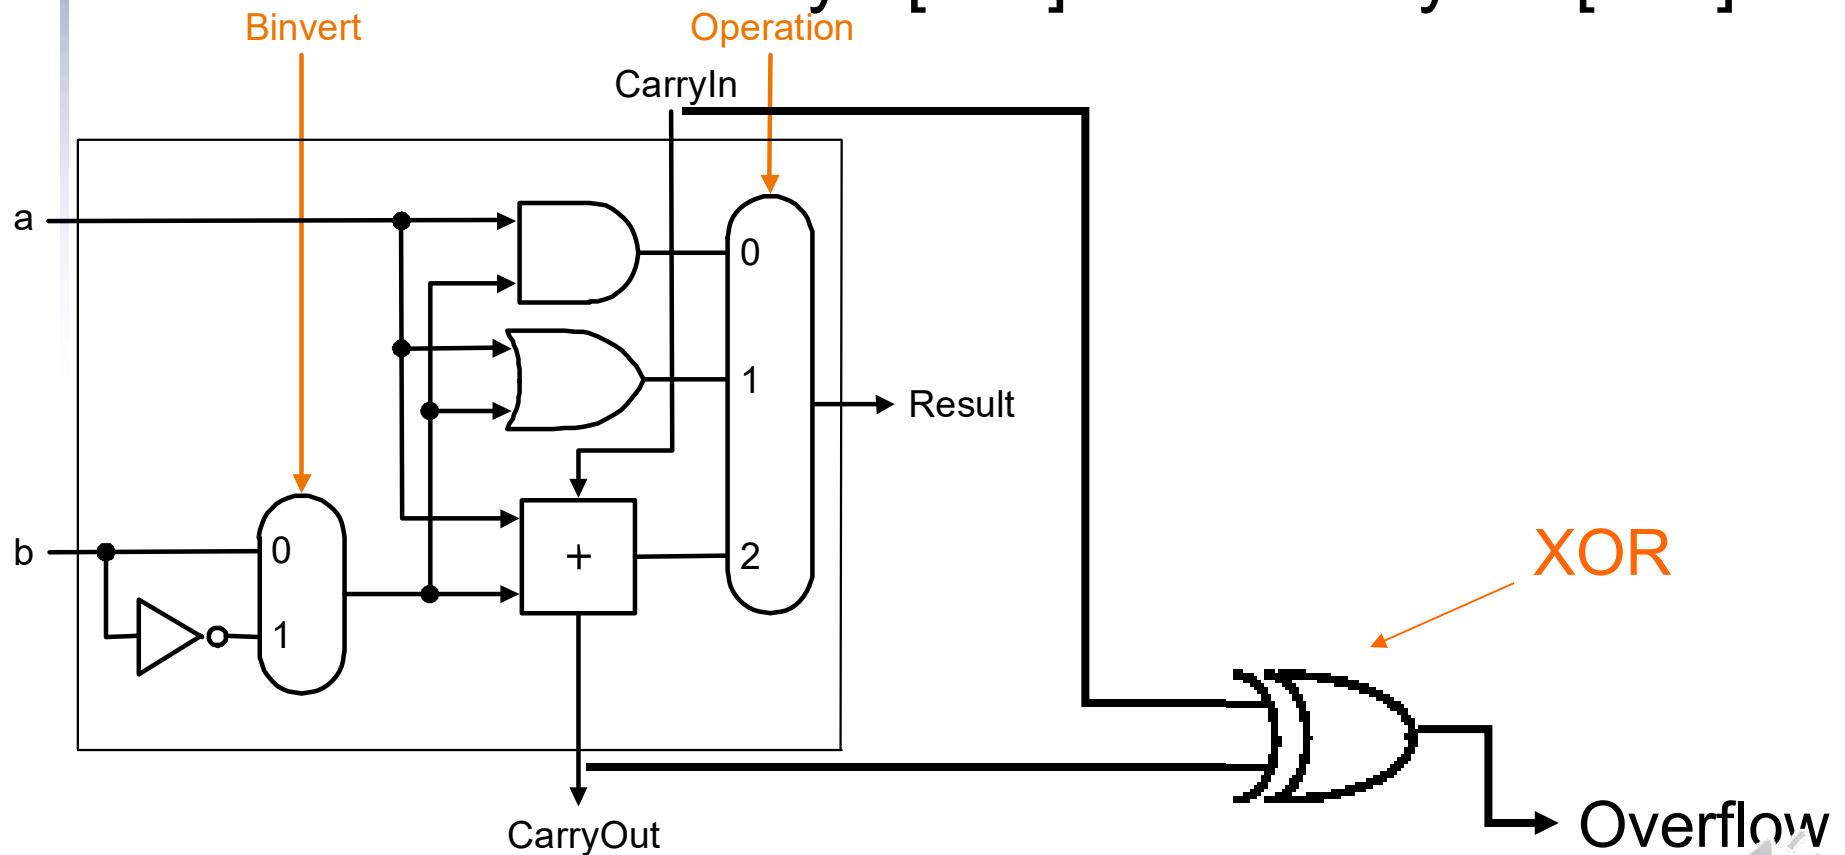 Binvert
Operation
CarryIn
a
0
1
Result
2
b
0
+
1
XOR
CarryOut
Overflow